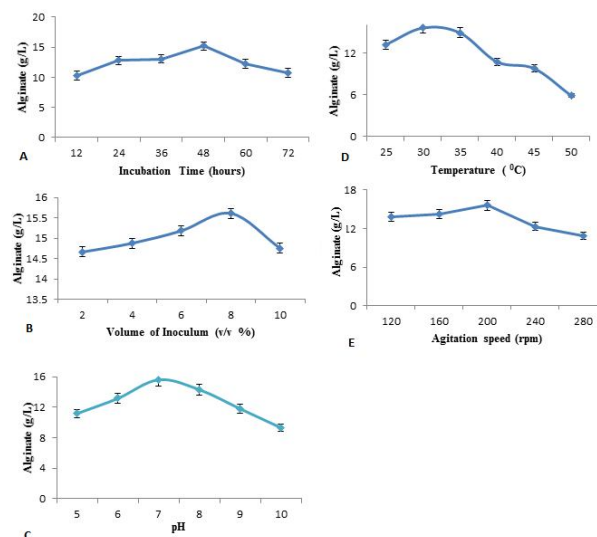 20
15
10
5
0
Alginate (g/L)
12 24 36 48 60 72
A
Incubation Time (hours)
16
15.5
15
14.5
14
13.5
Alginate (g/L)
2 4 6 8 10
B
Volume of Inoculum (v/v %)
16
12
8
4
0
Alginate (g/L)
5 6 7 8 9 10
C
pH
12
6
0
Alginate (g/L)
25 30 35 40 45 50
D
Temperature ( ⁰C)
18
12
6
0
Alginate (g/L)
120 160 200 240 280
E
Agitation speed (rpm)